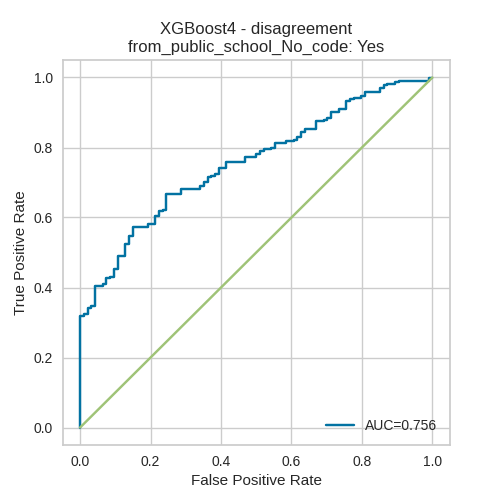 XGBoost4 - disagreement
from_public_school_No_code: Yes
1.0
0.8
0.6
0.4
0.2
0.0
True Positive Rate
AUC=0.756
0.0 0.2 0.4 0.6 0.8 1.0
False Positive Rate